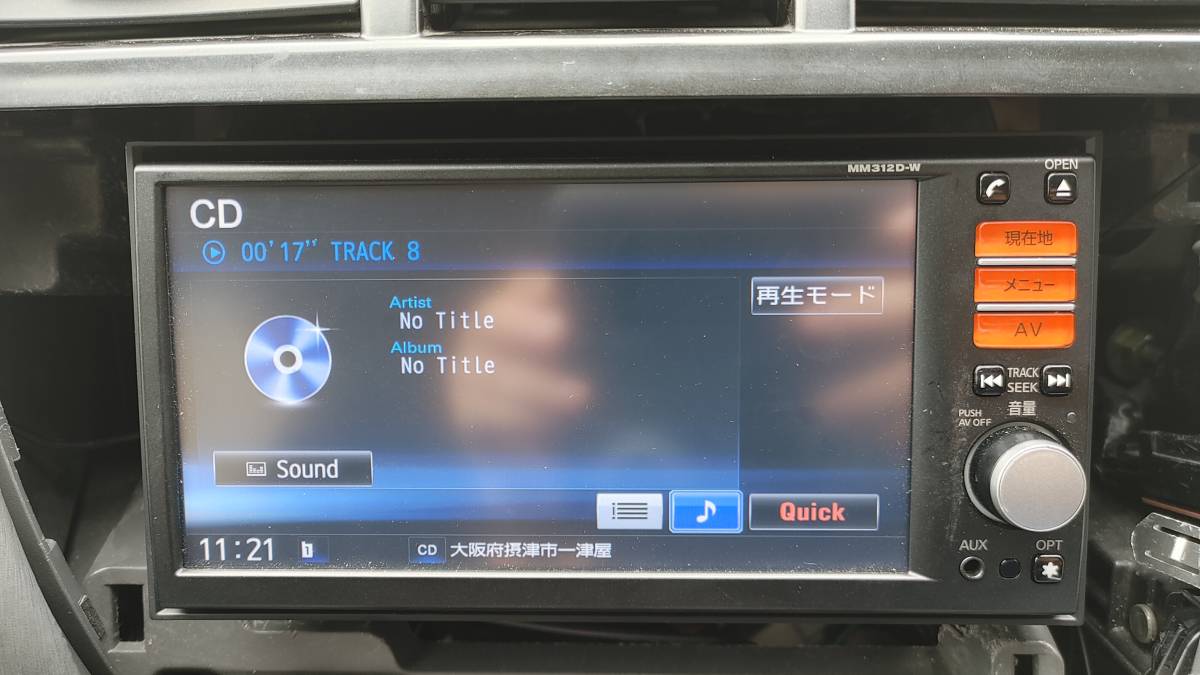 MM312D-W
OPEN
CD
00'17" TRACK 8
現在地
メニュー
AV
Artist
No Title
Album
No Title
再生モード
TRACK
SEEK
音量
PUSH
AV OFF
Sound
Quick
11:21
CD 大阪府摂津市一津屋
AUX
OPT